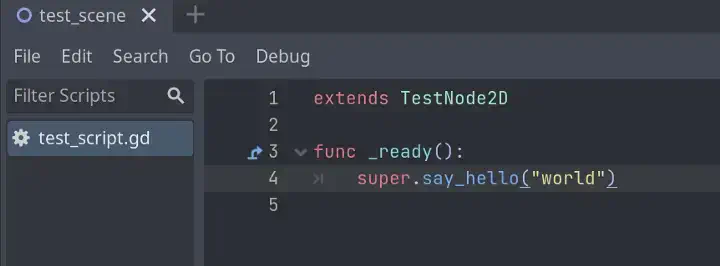 test_scene
File Edit Search Go To Debug
Filter Scripts
test_script.gd
1 extends TestNode2D
2
3 func _ready():
4 super.say_hello("world")
5